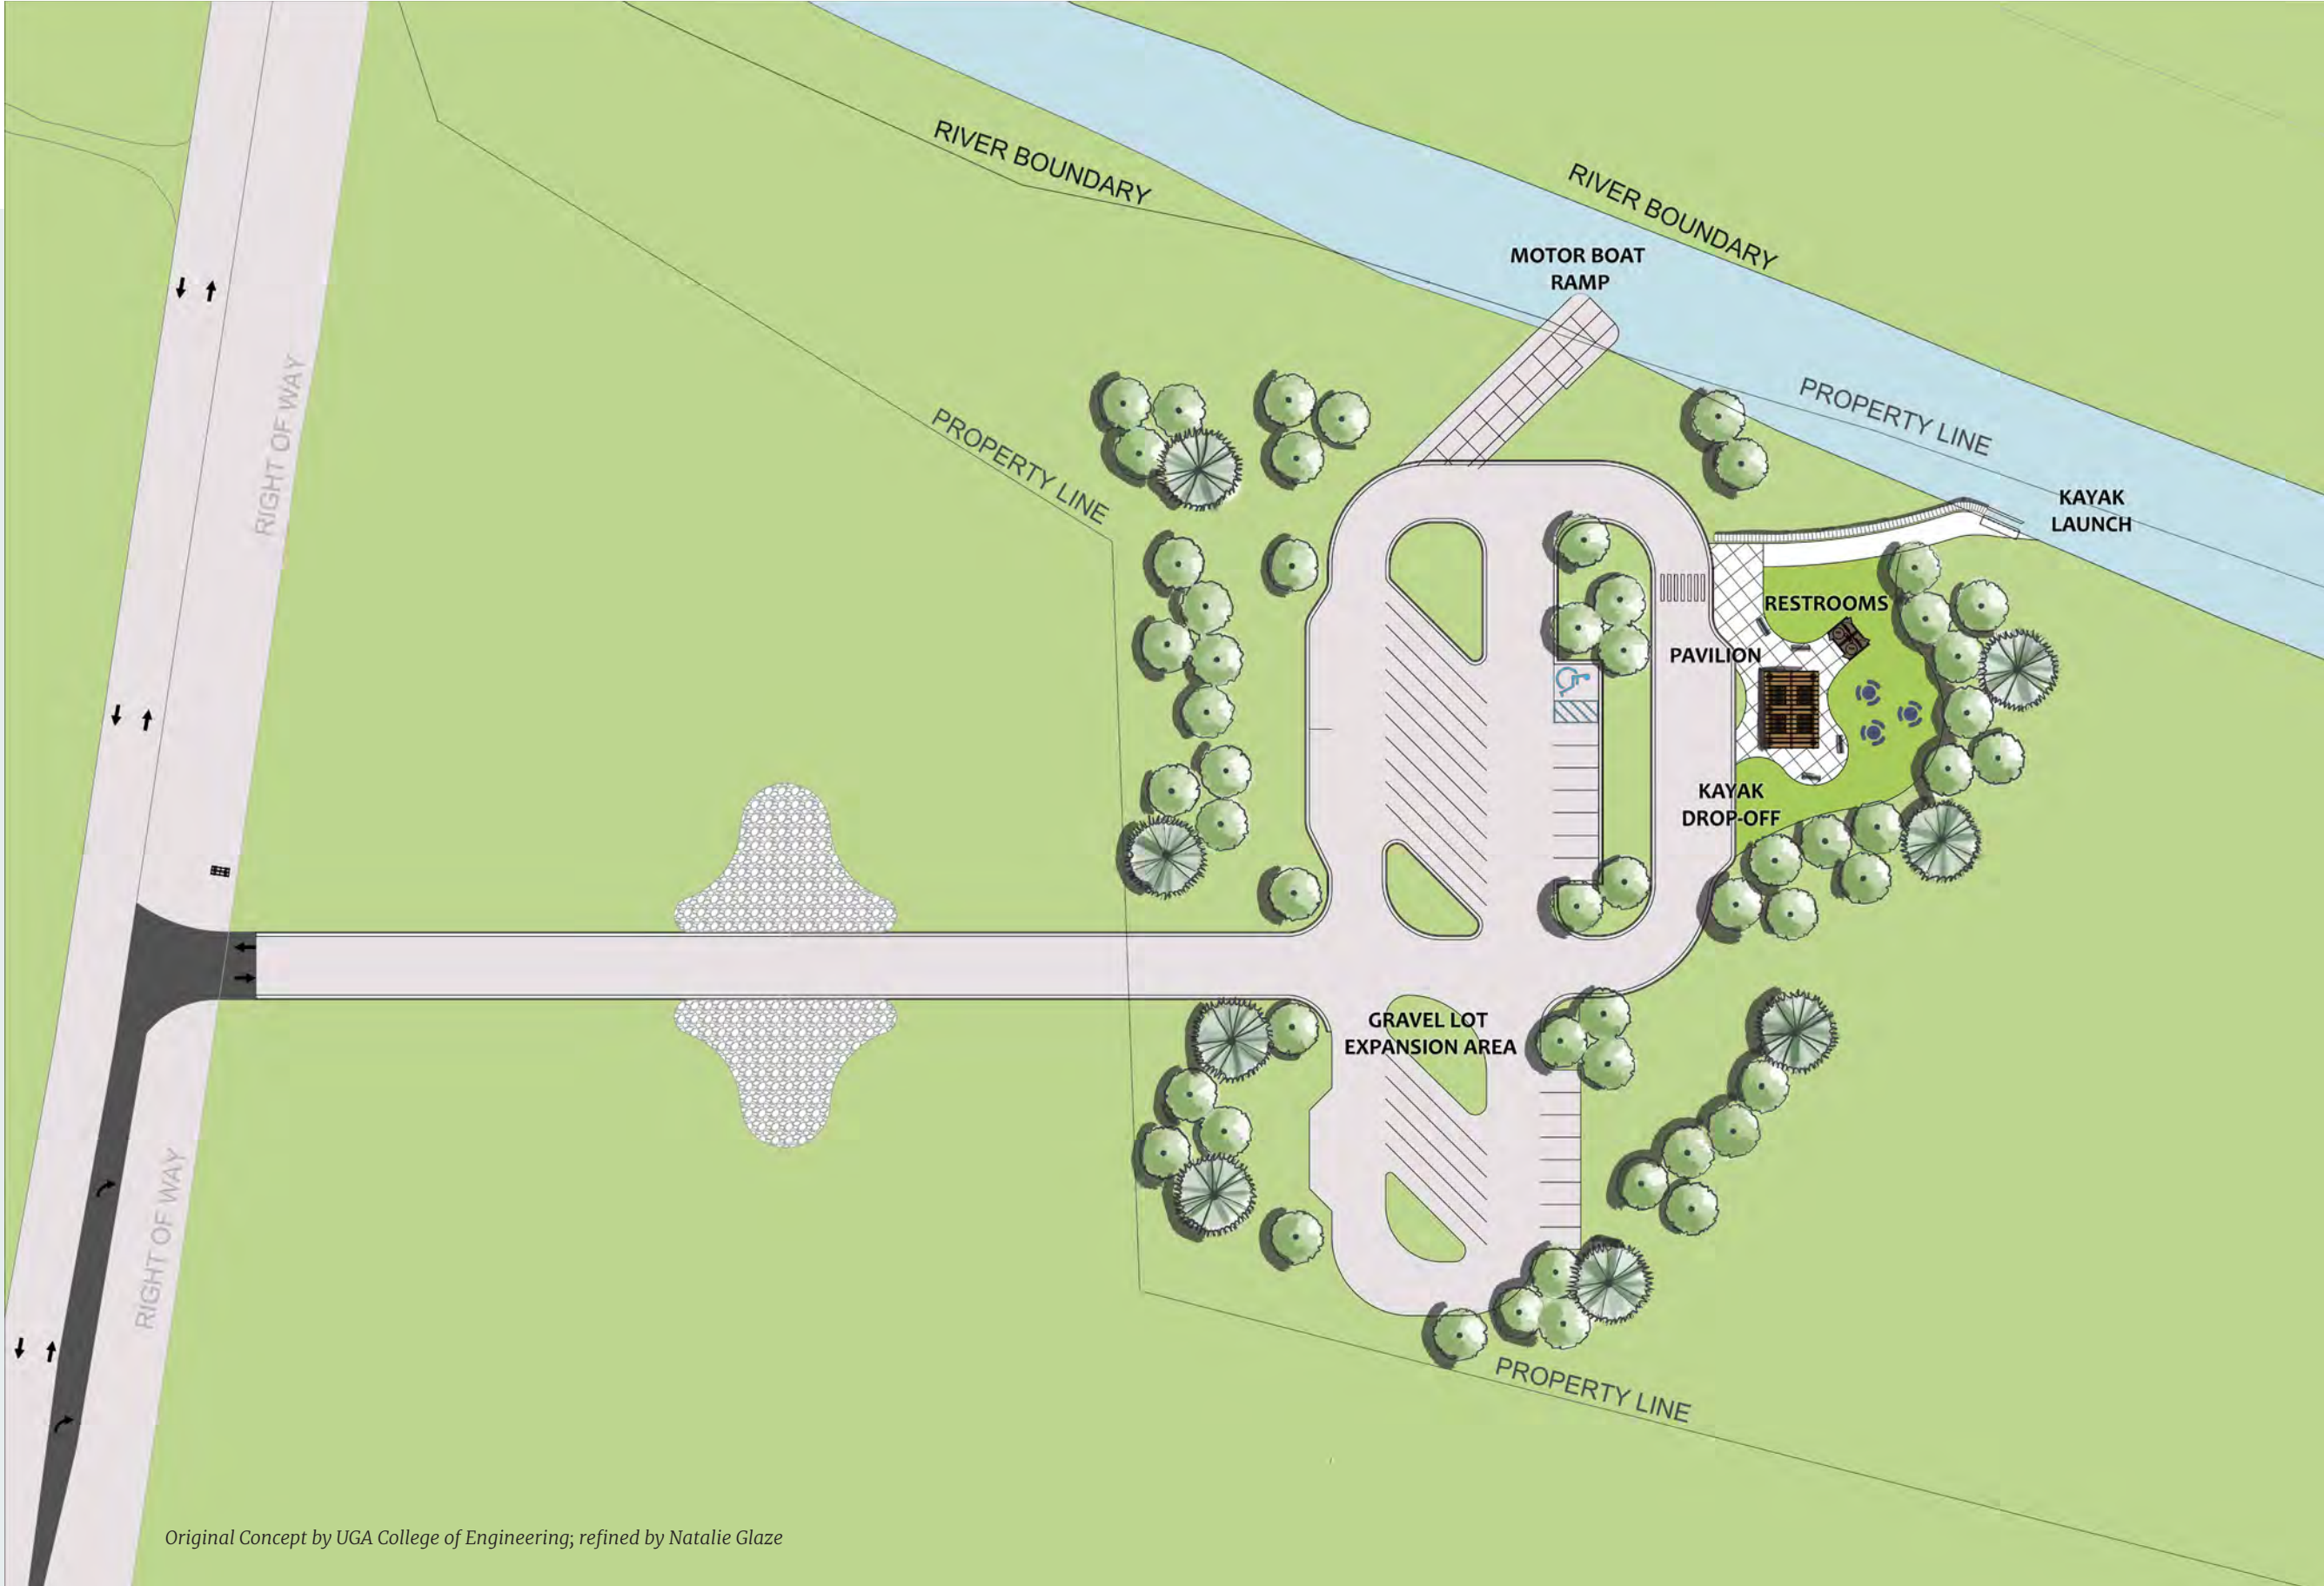 RIVER BOUNDARY
RIVER BOUNDARY
MOTOR BOAT
RAMP
RIGHT OF WAY
PROPERTY LINE
PROPERTY LINE
KAYAK
LAUNCH
RESTROOMS
PAVILION
KAYAK
DROP-OFF
GRAVEL LOT
EXPANSION AREA
RIGHT OF WAY
PROPERTY LINE
Original Concept by UGA College of Engineering; refined by Natalie Glaze